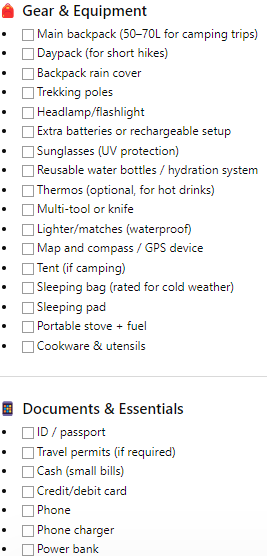 Gear & Equipment
Main backpack (50–70L for camping trips)
Daypack (for short hikes)
Backpack rain cover
Trekking poles
Headlamp/flashlight
Extra batteries or rechargeable setup
Sunglasses (UV protection)
Reusable water bottles / hydration system
Thermos (optional, for hot drinks)
Multi-tool or knife
Lighter/matches (waterproof)
Map and compass / GPS device
Tent (if camping)
Sleeping bag (rated for cold weather)
Sleeping pad
Portable stove + fuel
Cookware & utensils
Documents & Essentials
ID / passport
Travel permits (if required)
Cash (small bills)
Credit/debit card
Phone
Phone charger
Power bank